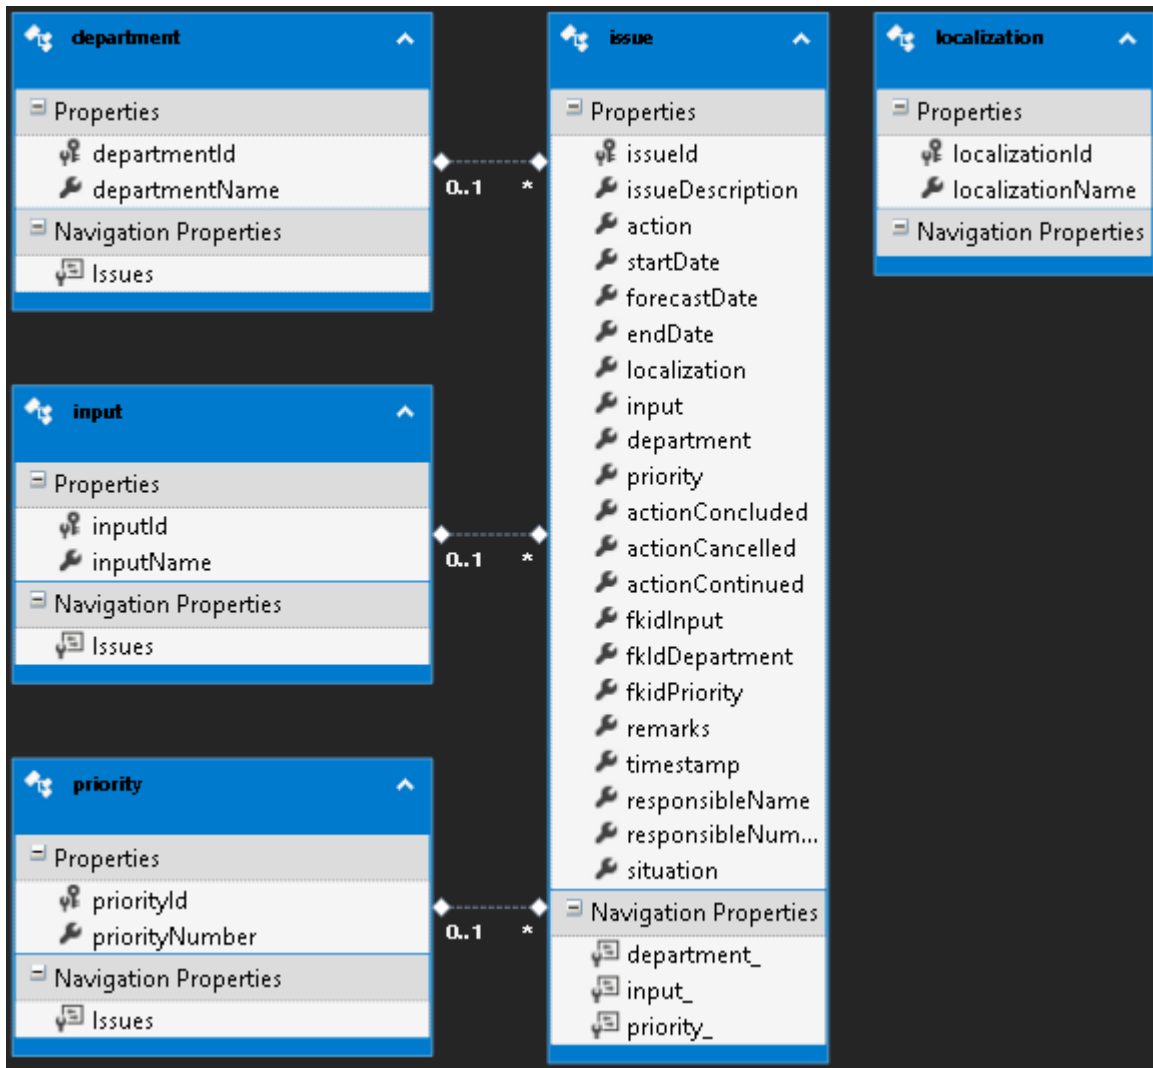 department
Properties
departmentId
departmentName
Navigation Properties
Issues
0..1 *
input
Properties
inputId
inputName
Navigation Properties
Issues
0..1 *
priority
Properties
priorityId
priorityNumber
Navigation Properties
Issues
0..1 *
issue
Properties
issueId
issueDescription
action
startDate
forecastDate
endDate
localization
input
department
priority
actionConcluded
actionCancelled
actionContinued
fkidInput
fkIdDepartment
fkidPriority
remarks
timestamp
responsibleName
responsibleNum...
situation
Navigation Properties
department_
input_
priority_
localization
Properties
localizationId
localizationName
Navigation Properties